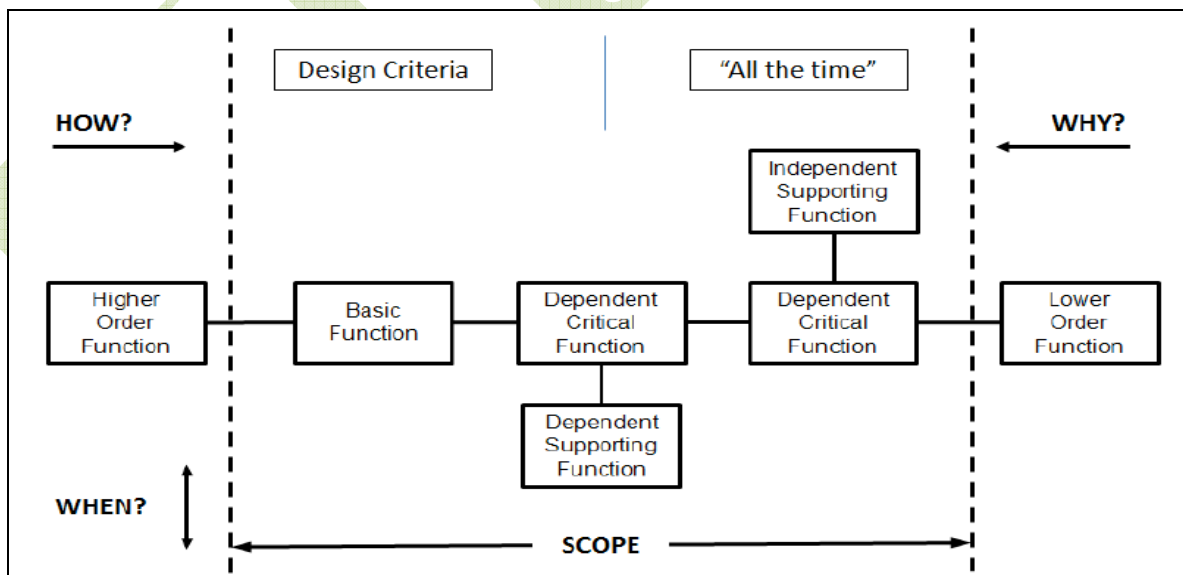 Design Criteria
“All the time”
HOW?
WHY?
Independent
Supporting
Function
Higher
Order
Function
Basic
Function
Dependent
Critical
Function
Dependent
Critical
Function
Lower
Order
Function
Dependent
Supporting
Function
WHEN?
SCOPE